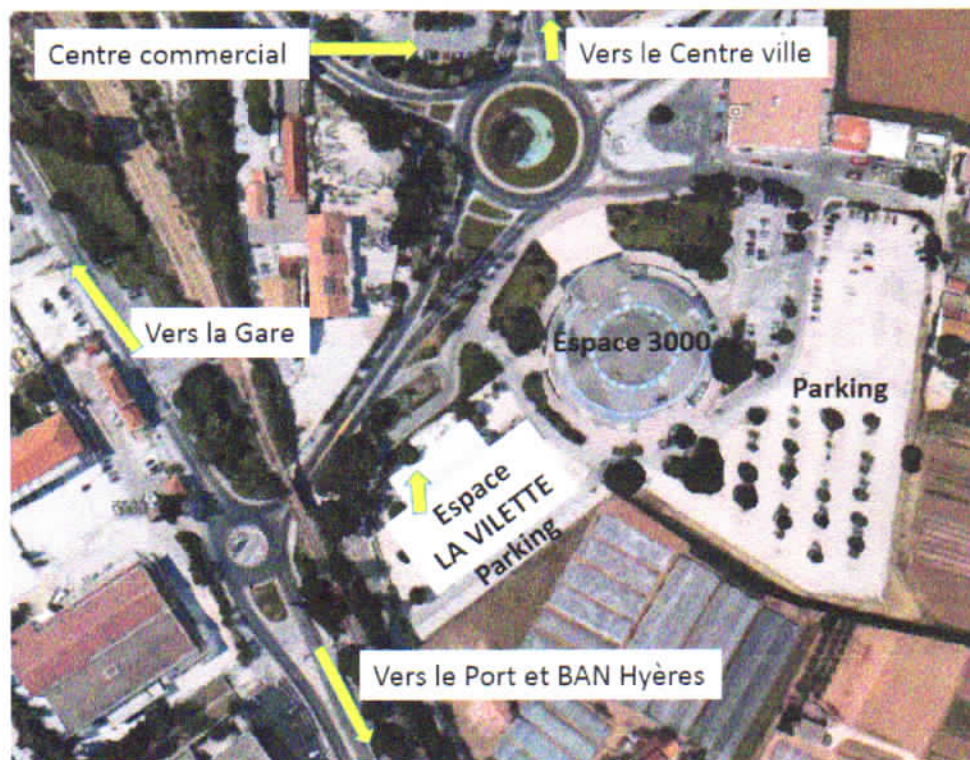 Centre commercial
Vers le Centre ville
Vers la Gare
Espace 3000
Parking
Espace
LA VILETTE
Parking
Vers le Port et BAN Hyères